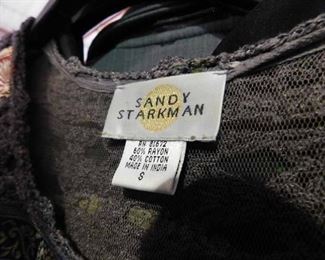 SANDY
STARKMAN
RN 81672
60% RAYON
40% COTTON
MADE IN INDIA
S